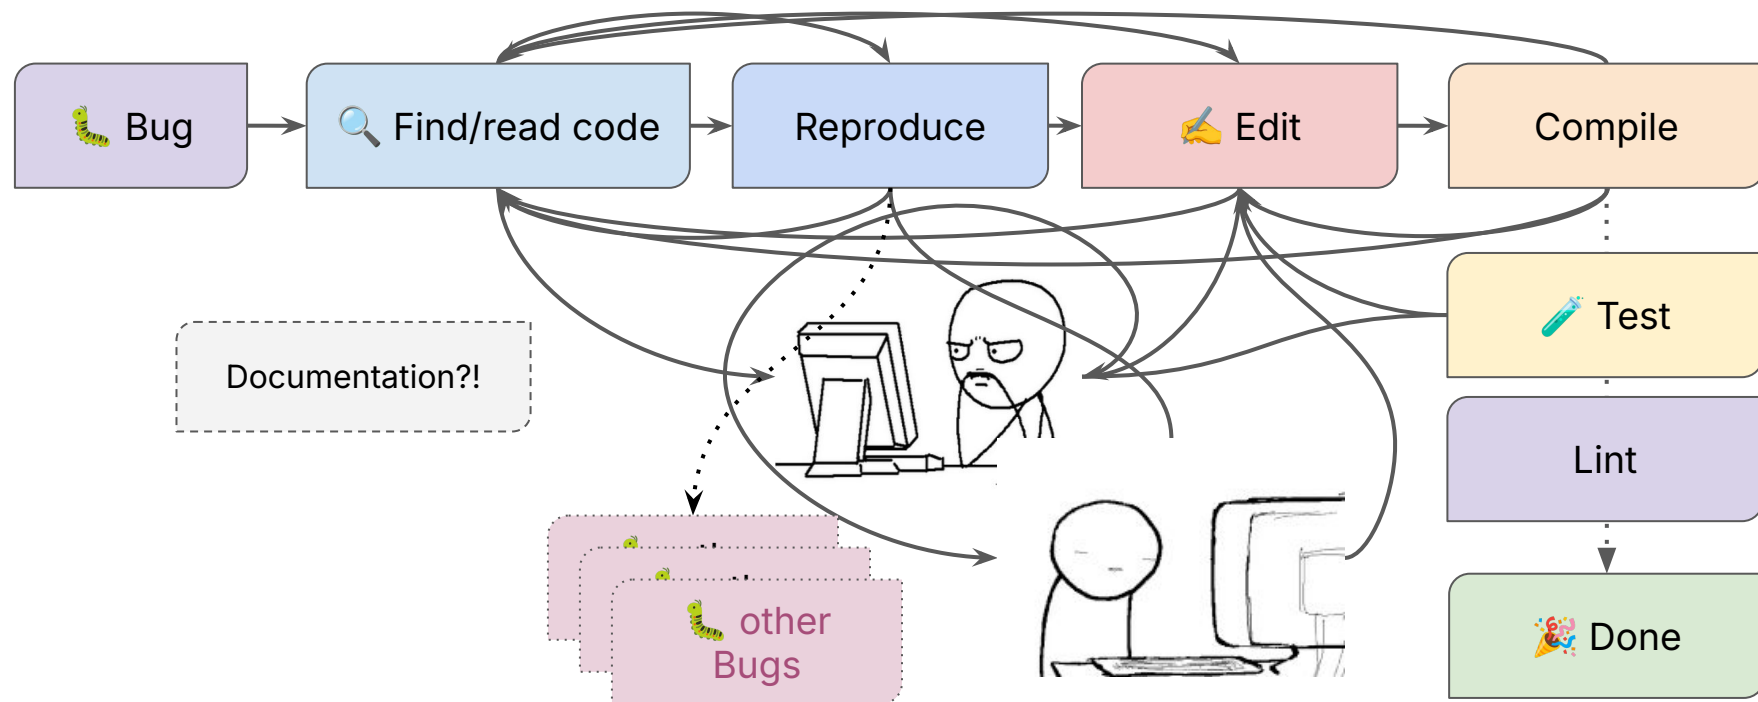 🐛 Bug
🔍 Find/read code
Reproduce
✍️ Edit
Compile
🧪 Test
Documentation?!
Lint
🐛 other
Bugs
🎉 Done